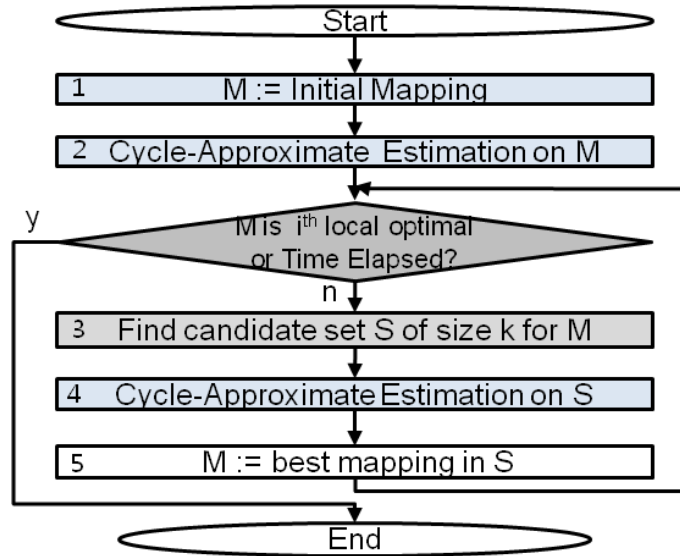 Start
1 M := Initial Mapping
2 Cycle-Approximate Estimation on M
y
M is ith local optimal
or Time Elapsed?
n
3 Find candidate set S of size k for M
4 Cycle-Approximate Estimation on S
5 M := best mapping in S
End